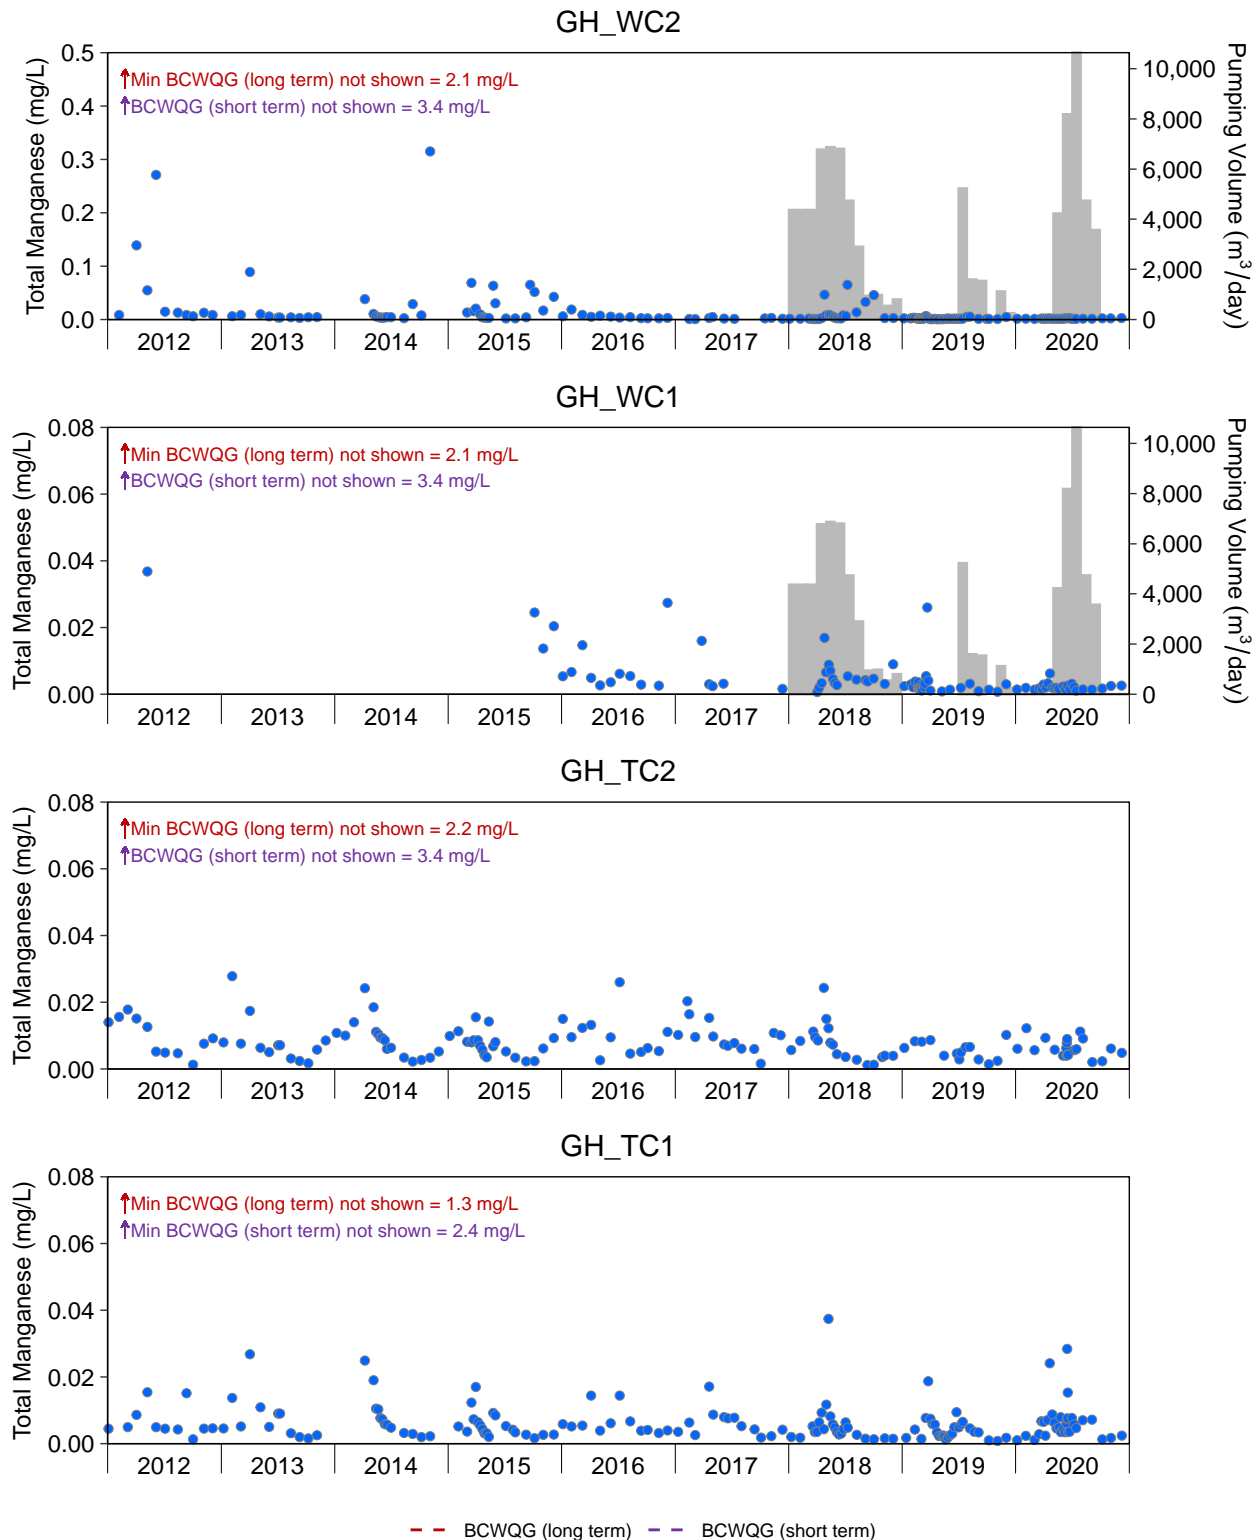 GH_WC2
Total Manganese (mg/L)
0.5
0.4
0.3
0.2
0.1
0.0
↑Min BCWQG (long term) not shown = 2.1 mg/L
↑BCWQG (short term) not shown = 3.4 mg/L
10,000
8,000
6,000
4,000
2,000
0
Pumping Volume (m³/day)
2012 2013 2014 2015 2016 2017 2018 2019 2020
GH_WC1
Total Manganese (mg/L)
0.08
0.06
0.04
0.02
0.00
↑Min BCWQG (long term) not shown = 2.1 mg/L
↑BCWQG (short term) not shown = 3.4 mg/L
10,000
8,000
6,000
4,000
2,000
0
Pumping Volume (m³/day)
2012 2013 2014 2015 2016 2017 2018 2019 2020
GH_TC2
Total Manganese (mg/L)
0.08
0.06
0.04
0.02
0.00
↑Min BCWQG (long term) not shown = 2.2 mg/L
↑BCWQG (short term) not shown = 3.4 mg/L
2012 2013 2014 2015 2016 2017 2018 2019 2020
GH_TC1
Total Manganese (mg/L)
0.08
0.06
0.04
0.02
0.00
↑Min BCWQG (long term) not shown = 1.3 mg/L
↑Min BCWQG (short term) not shown = 2.4 mg/L
2012 2013 2014 2015 2016 2017 2018 2019 2020
BCWQG (long term) BCWQG (short term)